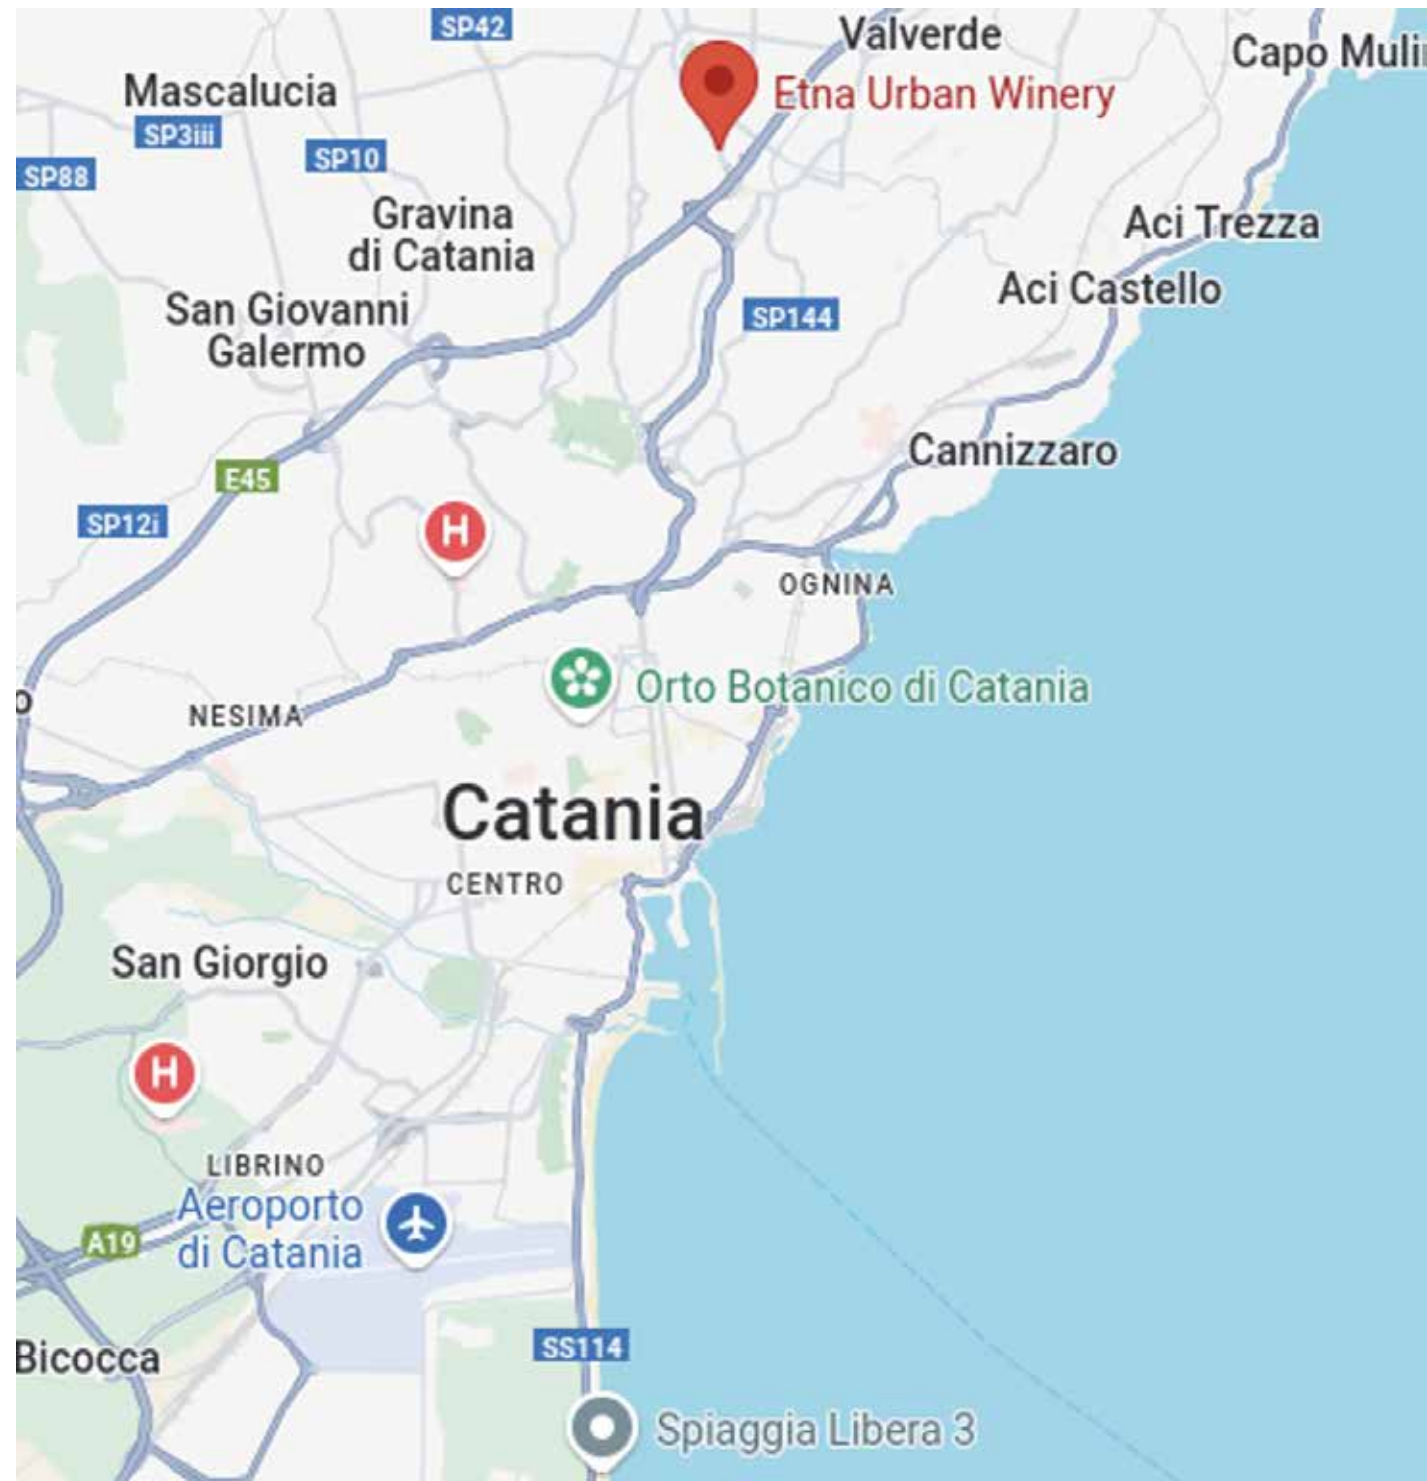 SP42
Valverde
Capo Muli
Mascalucia
Etna Urban Winery
SP3iii
SP10
SP88
Gravina
di Catania
Aci Trezza
Aci Castello
San Giovanni
Galermo
SP144
Cannizzaro
E45
SP12i
H
OGNINA
Orto Botanico di Catania
NESIMA
Catania
CENTRO
San Giorgio
H
LIBRINO
Aeroporto
di Catania
A19
SS114
Bicocca
Spiaggia Libera 3